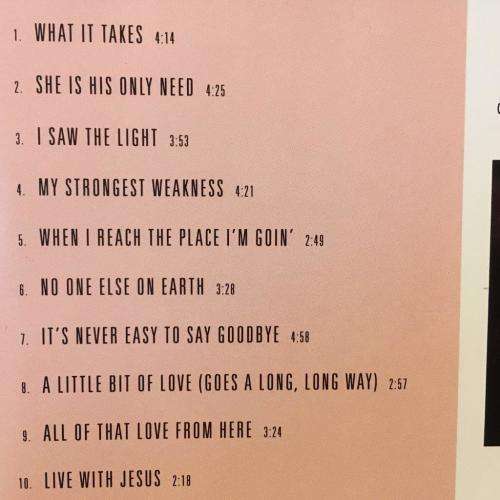 1. WHAT IT TAKES 4:14
2. SHE IS HIS ONLY NEED 4:25
3. I SAW THE LIGHT 3:53
4. MY STRONGEST WEAKNESS 4:21
5. WHEN I REACH THE PLACE I'M GOIN' 2:49
6. NO ONE ELSE ON EARTH 3:28
7. IT'S NEVER EASY TO SAY GOODBYE 4:58
8. A LITTLE BIT OF LOVE (GOES A LONG, LONG WAY) 2:57
9. ALL OF THAT LOVE FROM HERE 3:24
10. LIVE WITH JESUS 2:18